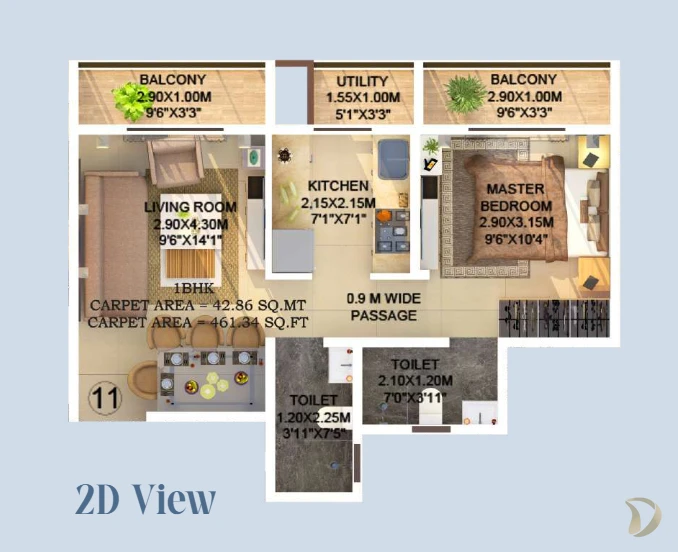 BALCONY
2.90X1.00M
9'6"X3'3"
UTILITY
1.55X1.00M
5'1"X3'3"
BALCONY
2.90X1.00M
9'6"X3'3"
LIVING ROOM
2.90X4.30M
9'6"X14'1"
KITCHEN
2.15X2.15M
7'1"X7'1"
MASTER
BEDROOM
2.90X3.15M
9'6"X10'4"
1BHK
CARPET AREA = 42.86 SQ.MT
CARPET AREA = 461.34 SQ.FT
0.9 M WIDE
PASSAGE
TOILET
2.10X1.20M
7'0"X3'11"
TOILET
1.20X2.25M
3'11"X7'5"
11
2D View